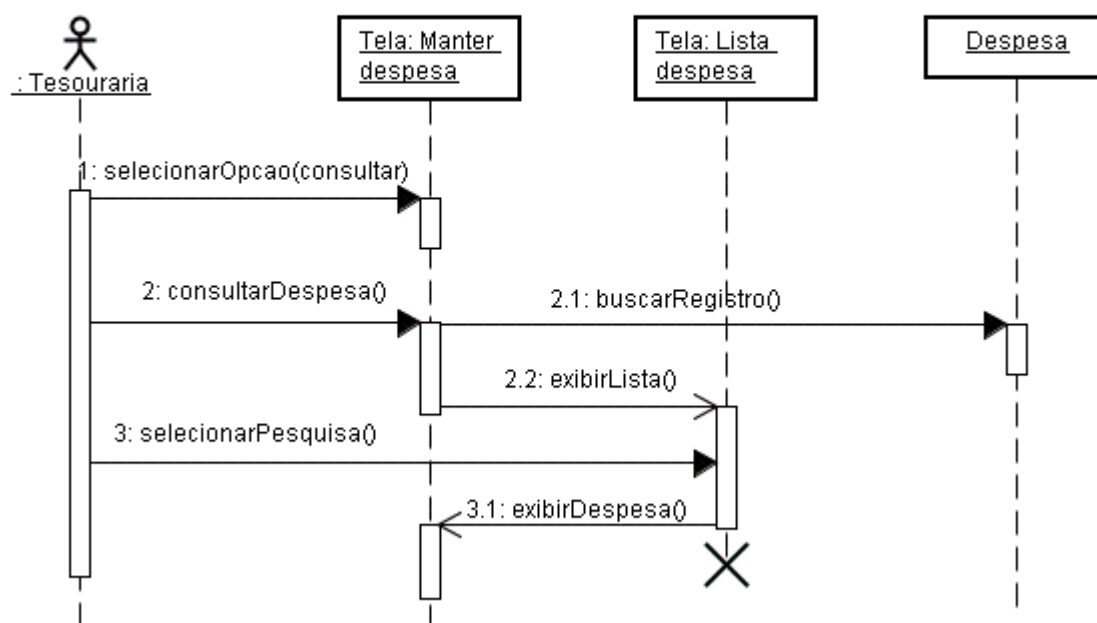 : Tesouraria
Tela: Manter
despesa
Tela: Lista
despesa
Despesa
1: selecionarOpcao(consultar)
2: consultarDespesa()
2.1: buscarRegistro()
2.2: exibirLista()
3: selecionarPesquisa()
3.1: exibirDespesa()